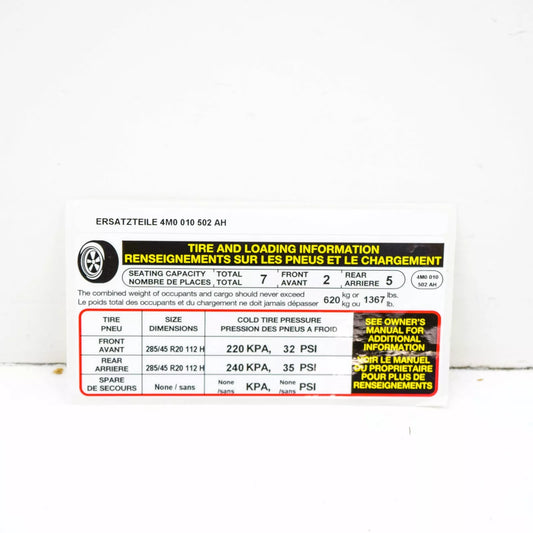 ERSATZTEILE 4M0 010 502 AH
TIRE AND LOADING INFORMATION
RENSEIGNEMENTS SUR LES PNEUS ET LE CHARGEMENT
SEATING CAPACITY TOTAL 7 FRONT 2 REAR 5
NOMBRE DE PLACES TOTAL AVANT ARRIERE
4M0 010
502 AH
The combined weight of occupants and cargo should never exceed 620 kg or 1367 lbs.
Le poids total des occupants et du chargement ne doit jamais dépasser kg ou lb.
TIRE SIZE COLD TIRE PRESSURE
PNEU DIMENSIONS PRESSION DES PNEUS A FROID
FRONT
AVANT 285/45 R20 112 H 220 KPA, 32 PSI
REAR
ARRIERE 285/45 R20 112 H 240 KPA, 35 PSI
SPARE
DE SECOURS None / sans None /sans KPA, None /sans PSI
SEE OWNER'S
MANUAL FOR
ADDITIONAL
INFORMATION
VOIR LE MANUEL
DU PROPRIETAIRE
POUR PLUS DE
RENSEIGNEMENTS